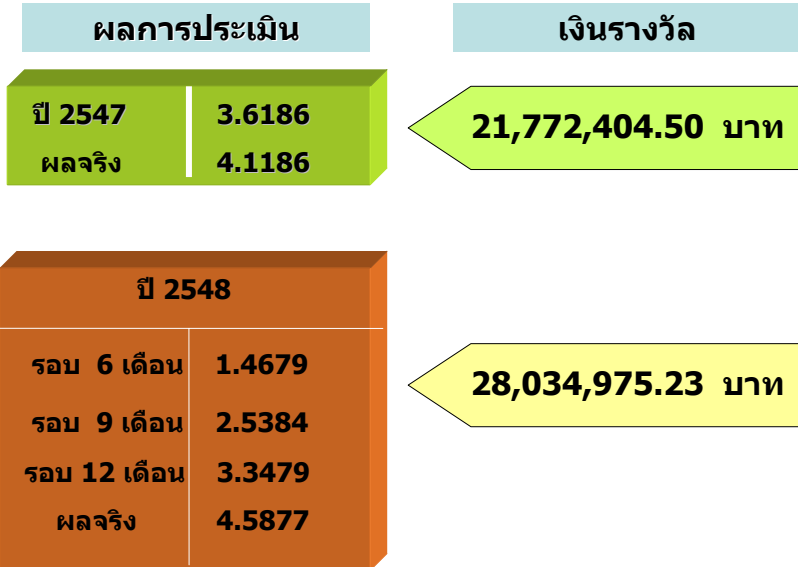 ผลการประเมิน เงินรางวัล
ปี 2547 3.6186
ผลจริง 4.1186
21,772,404.50 บาท
ปี 2548
รอบ 6 เดือน 1.4679
รอบ 9 เดือน 2.5384
รอบ 12 เดือน 3.3479
ผลจริง 4.5877
28,034,975.23 บาท